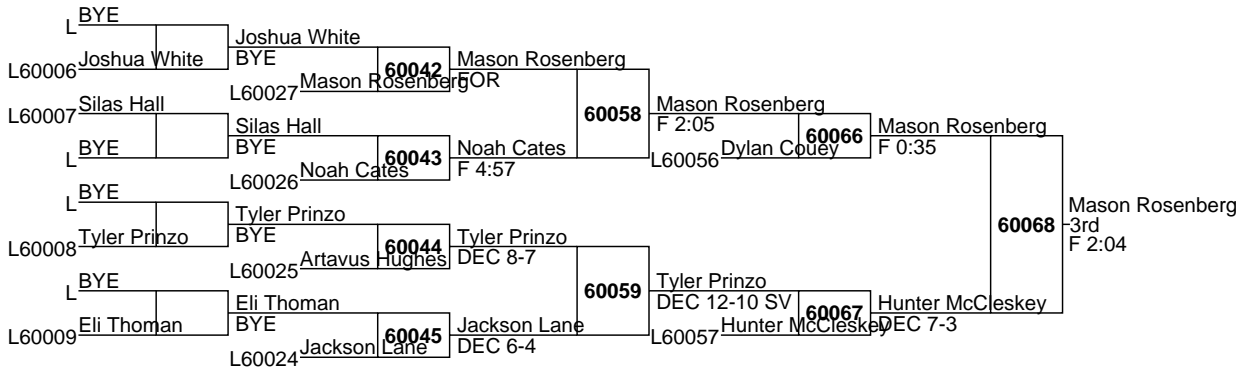 BYE
L
Joshua White
L60006
Joshua White
BYE
Mason Rosenberg
L60027
60042
Mason Rosenberg
FOR
Silas Hall
L60007
BYE
L
Silas Hall
BYE
Noah Cates
L60026
60043
Noah Cates
F 4:57
60058
Mason Rosenberg
F 2:05
Dylan Couey
L60056
60066
Mason Rosenberg
F 0:35
BYE
L
Tyler Prinzo
L60008
Tyler Prinzo
BYE
Artavus Hughes
L60025
60044
Tyler Prinzo
DEC 8-7
BYE
L
Eli Thoman
L60009
Eli Thoman
BYE
Jackson Lane
L60024
60045
Jackson Lane
DEC 6-4
60059
Tyler Prinzo
DEC 12-10 SV
Hunter McCleskey
L60057
60067
Hunter McCleskey
DEC 7-3
60068
Mason Rosenberg
3rd
F 2:04